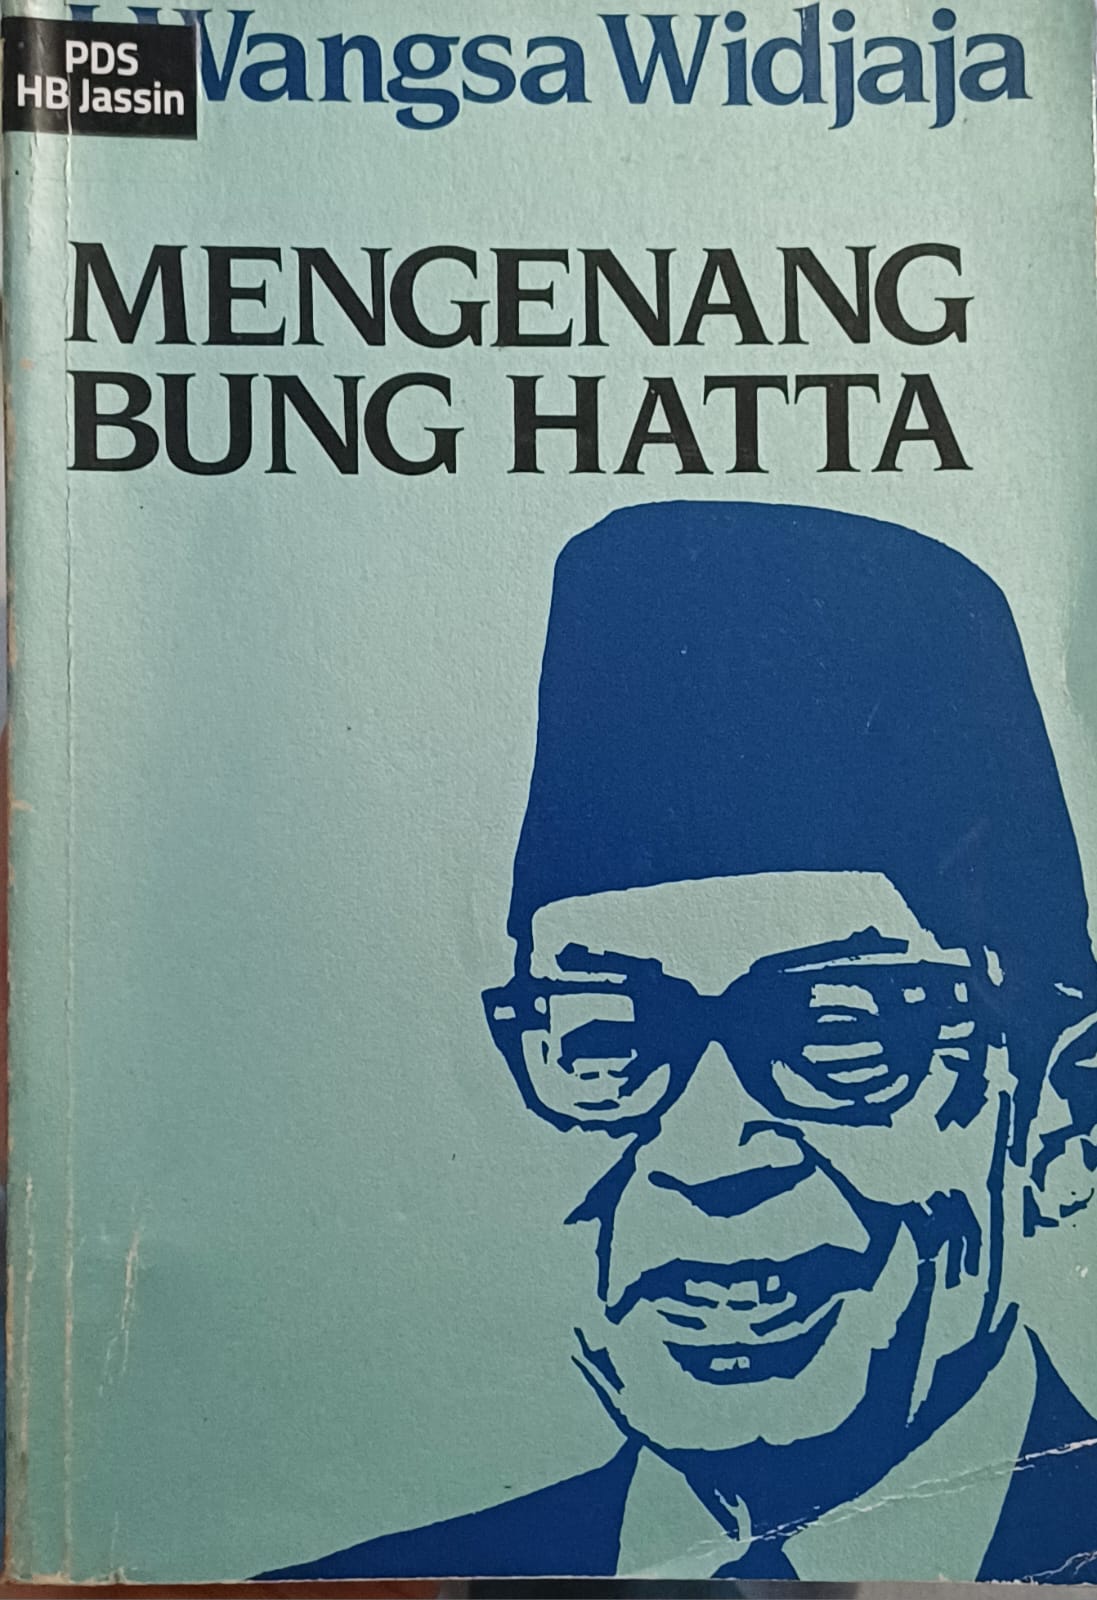 PDS
HB Jassin
Wangsa Widjaja
MENGENANG
BUNG HATTA